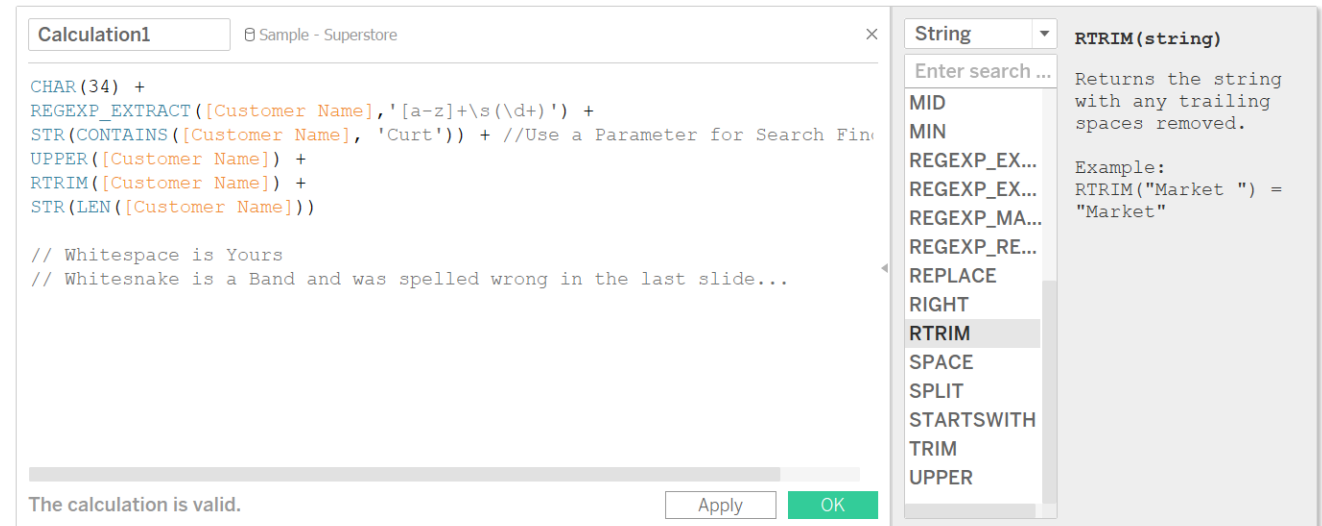 Calculation1
Sample - Superstore
CHAR(34) +
REGEXP_EXTRACT([Customer Name],'[a-z]+\s(\d+)') +
STR(CONTAINS([Customer Name], 'Curt')) + //Use a Parameter for Search
UPPER([Customer Name]) +
RTRIM([Customer Name]) +
STR(LEN([Customer Name]))
// Whitespace is Yours
// Whitesnake is a Band and was spelled wrong in the last slide...
The calculation is valid.
Apply
OK
String
Enter search ...
MID
MIN
REGEXP_EX...
REGEXP_EX...
REGEXP_MA...
REGEXP_RE...
REPLACE
RIGHT
RTRIM
SPACE
SPLIT
STARTSWITH
TRIM
UPPER
RTRIM(string)
Returns the string
with any trailing
spaces removed.
Example:
RTRIM("Market ") =
"Market"